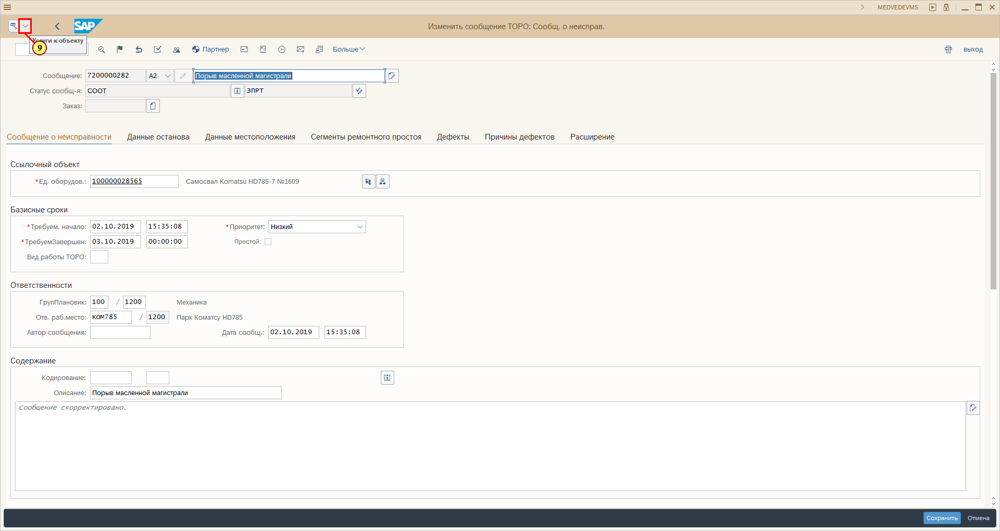 MEDVEDEVMS
SAP
Изменить сообщение ТОРО: Сообщ. о неисправ.
Услуги к объекту
9
Партнер
Больше
выход
Сообщение: 7200000282 A2 Порыв масленной магистрали
Статус сообщ-я: СООТ ЗПРТ
Заказ:
Сообщение о неисправности Данные останова Данные местоположения Сегменты ремонтного простоя Дефекты Причины дефектов Расширение
Ссылочный объект
*Ед. оборудов.: 100000028565 Самосвал Komatsu HD785-7 №1609
Базисные сроки
*Требуем. начало: 02.10.2019 15:35:08 *Приоритет: Низкий
*ТребуемЗавершен: 03.10.2019 00:00:00 Простой:
Вид работы ТОРО:
Ответственности
ГрупПлановик: 100 / 1200 Механика
Отв. раб.место: КОМ785 / 1200 Парк Коматсу HD785
Автор сообщения: Дата сообщ.: 02.10.2019 15:35:08
Содержание
Кодирование:
Описание: Порыв масленной магистрали
Сообщение скорректировано.
Сохранить Отмена